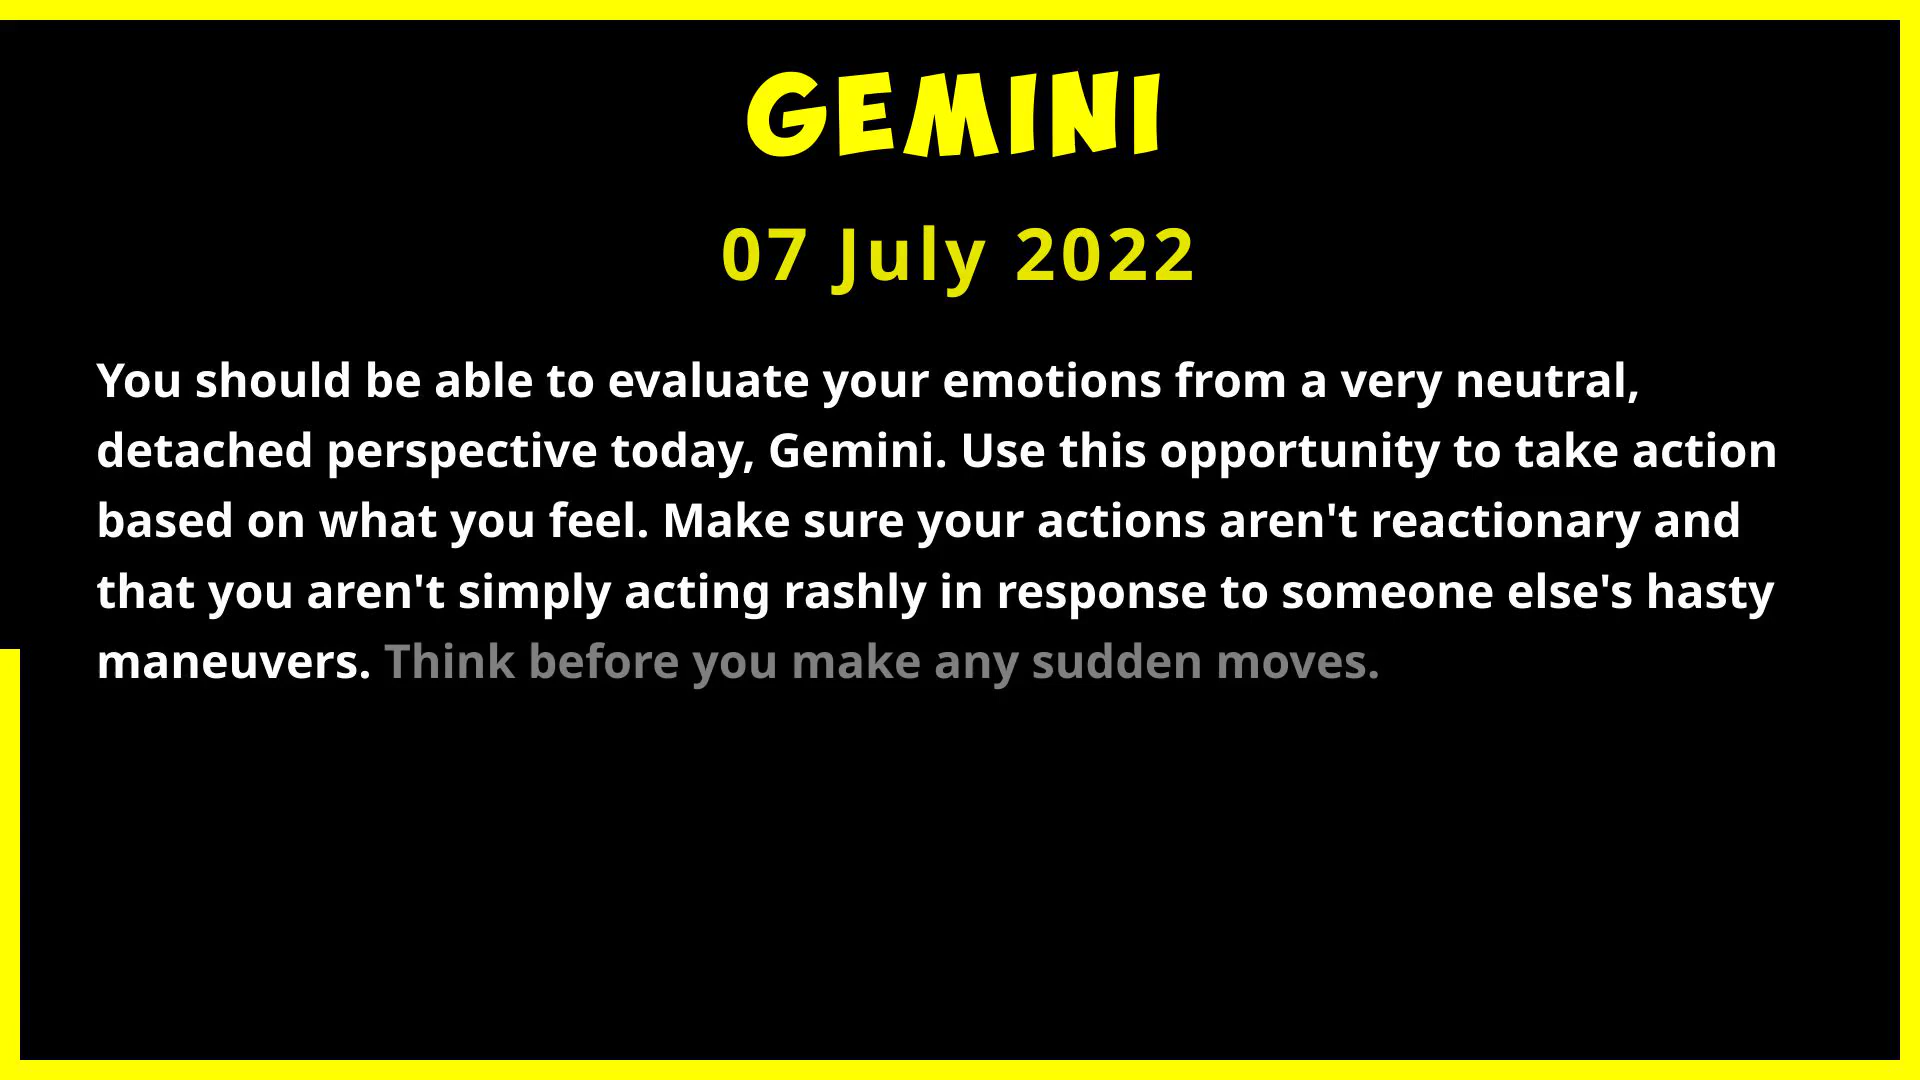 GEMINI
07 July 2022
You should be able to evaluate your emotions from a very neutral,
detached perspective today, Gemini. Use this opportunity to take action
based on what you feel. Make sure your actions aren't reactionary and
that you aren't simply acting rashly in response to someone else's hasty
maneuvers. Think before you make any sudden moves.